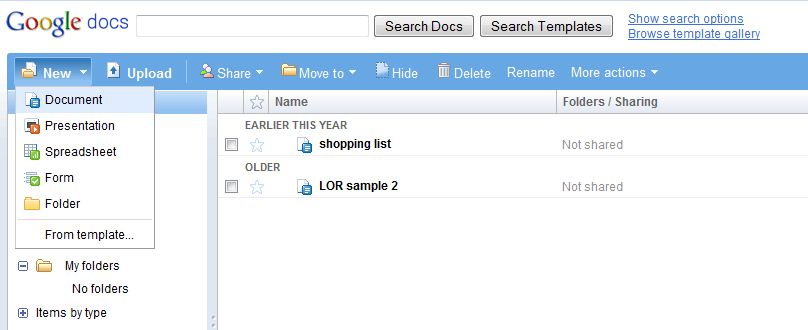 Google docs
Search Docs
Search Templates
Show search options
Browse template gallery
New
Upload
Share
Move to
Hide
Delete
Rename
More actions
Document
Presentation
Spreadsheet
Form
Folder
From template...
My folders
No folders
Items by type
Name
Folders / Sharing
EARLIER THIS YEAR
shopping list
Not shared
OLDER
LOR sample 2
Not shared